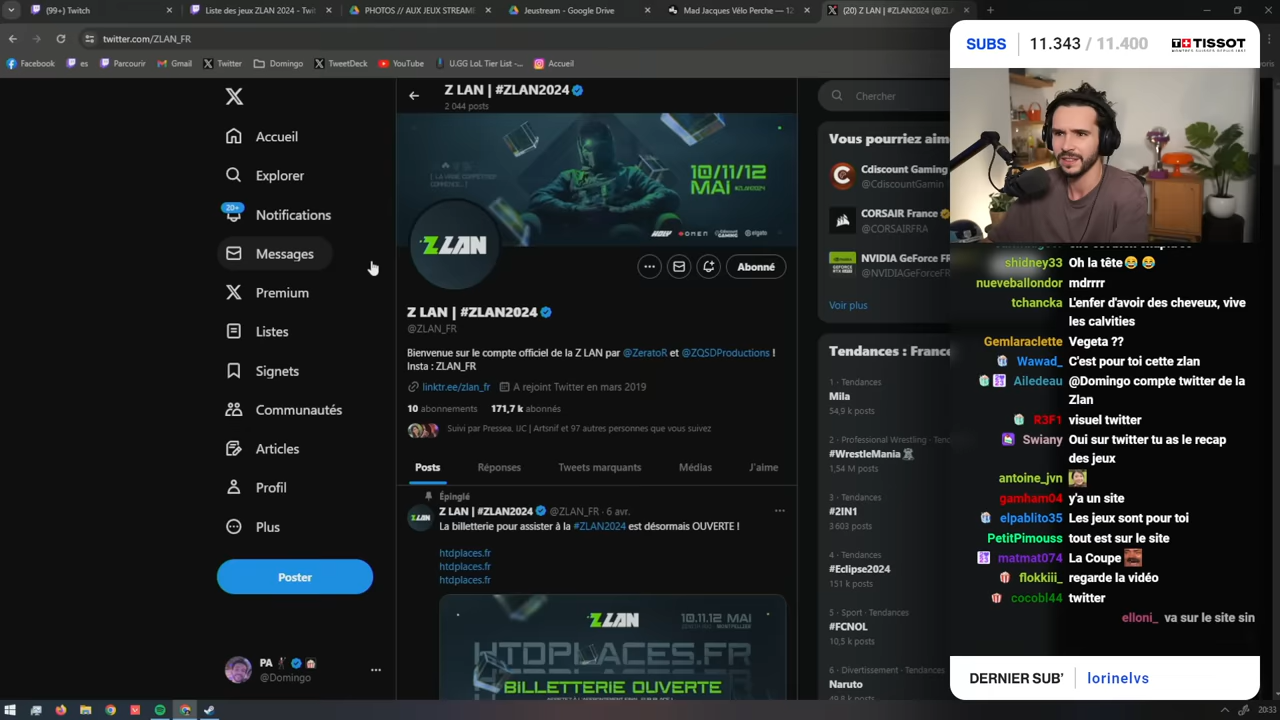 (99+) Twitch
Liste des jeux ZLAN 2024 - Twi
PHOTOS // AUX JEUX STREAME
Jeustream - Google Drive
Mad Jacques Vélo Perche — 12
(20) Z LAN | #ZLAN2024 (@ZL
twitter.com/ZLAN_FR
Facebook
es
Parcourir
Gmail
Twitter
Domingo
TweetDeck
YouTube
U.GG LoL Tier List -...
Accueil
Accueil
Explorer
20+
Notifications
Messages
Premium
Listes
Signets
Communautés
Articles
Profil
Plus
Poster
PA
@Domingo
Z LAN | #ZLAN2024
2 044 posts
10/11/12
MAI
#ZLAN2024
OMEN
elgato
Z LAN
Abonné
Z LAN | #ZLAN2024
@ZLAN_FR
Bienvenue sur le compte officiel de la Z LAN par @ZeratoR et @ZQSDProductions !
Insta : ZLAN_FR
linktr.ee/zlan_fr
A rejoint Twitter en mars 2019
10 abonnements 171,7 k abonnés
Suivi par Pressea, IJC | Artsnif et 97 autres personnes que vous suivez
Posts
Réponses
Tweets marquants
Médias
J'aime
Épinglé
Z LAN | #ZLAN2024 @ZLAN_FR · 6 avr.
La billetterie pour assister à la #ZLAN2024 est désormais OUVERTE !
htdplaces.fr
htdplaces.fr
htdplaces.fr
Z LAN
10.11.12 MAI
HTDPLACES.FR
BILLETTERIE OUVERTE
Chercher
Vous pourriez aim
Cdiscount Gaming
@CdiscountGamin
CORSAIR France
@CORSAIRFRA
NVIDIA GeForce FR
@NVIDIAGeForceFR
Voir plus
Tendances : France
1 · Tendances
Mila
54,9 k posts
2 · Professional Wrestling · Tend
#WrestleMania
1,54 M posts
3 · Tendances
#2IN1
3 603 posts
4 · Tendances
#Eclipse2024
151 k posts
5 · Sport · Tendances
#FCNOL
10,5 k posts
6 · Divertissement · Tendances
Naruto
SUBS
11.343 / 11.400
TISSOT
shidney33 Oh la tête
nueveballondor mdrrrr
tchancka L'enfer d'avoir des cheveux, vive
les calvities
Gemlaraclette Vegeta ??
Wawad_ C'est pour toi cette zlan
Ailedeau @Domingo compte twitter de la
Zlan
R3F1 visuel twitter
Swiany Oui sur twitter tu as le recap
des jeux
antoine_jvn
gamham04 y'a un site
elpablito35 Les jeux sont pour toi
PetitPimouss tout est sur le site
matmat074 La Coupe
flokkiii_ regarde la vidéo
cocobl44 twitter
elloni_ va sur le site sin
DERNIER SUB' lorinelvs
20:33